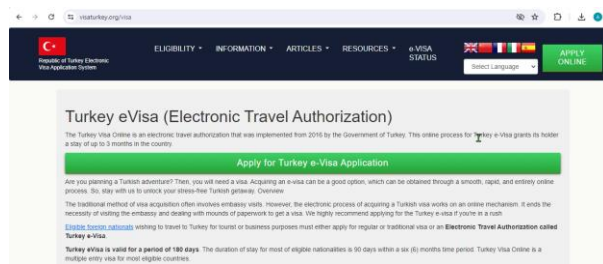 visaturkey.org/visa
Republic of Turkey Electronic
Visa Application System
ELIGIBILITY
INFORMATION
ARTICLES
RESOURCES
e-VISA
STATUS
Select Language
APPLY
ONLINE
Turkey eVisa (Electronic Travel Authorization)
The Turkey Visa Online is an electronic travel authorization that was implemented from 2016 by the Government of Turkey. This online process for Turkey e-Visa grants its holder
a stay of up to 3 months in the country
Apply for Turkey e-Visa Application
Are you planning a Turkish adventure? Then, you will need a visa. Acquiring an e-visa can be a good option, which can be obtained through a smooth, rapid, and entirely online
process. So, stay with us to unlock your stress-free Turkish getaway. Overview
The traditional method of visa acquisition often involves embassy visits. However, the electronic process of acquiring a Turkish visa works on an online mechanism. It ends the
necessity of visiting the embassy and dealing with mounds of paperwork to get a visa. We highly recommend applying for the Turkey e-visa if you're in a rush
Eligible foreign nationals wishing to travel to Turkey for tourist or business purposes must either apply for regular or traditional visa or an Electronic Travel Authorization called
Turkey e-Visa.
Turkey eVisa is valid for a period of 180 days. The duration of stay for most of eligible nationalities is 90 days within a six (6) months time period. Turkey Visa Online is a
multiple entry visa for most eligible countries.